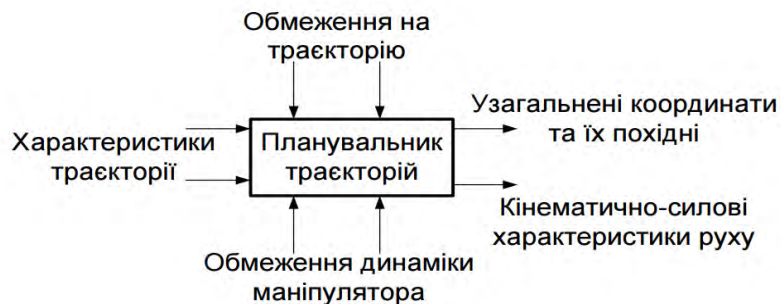 Обмеження на
траєкторію
Характеристики
траєкторії
Планувальник
траєкторій
Узагальнені координати
та їх похідні
Кінематично-силові
характеристики руху
Обмеження динаміки
маніпулятора